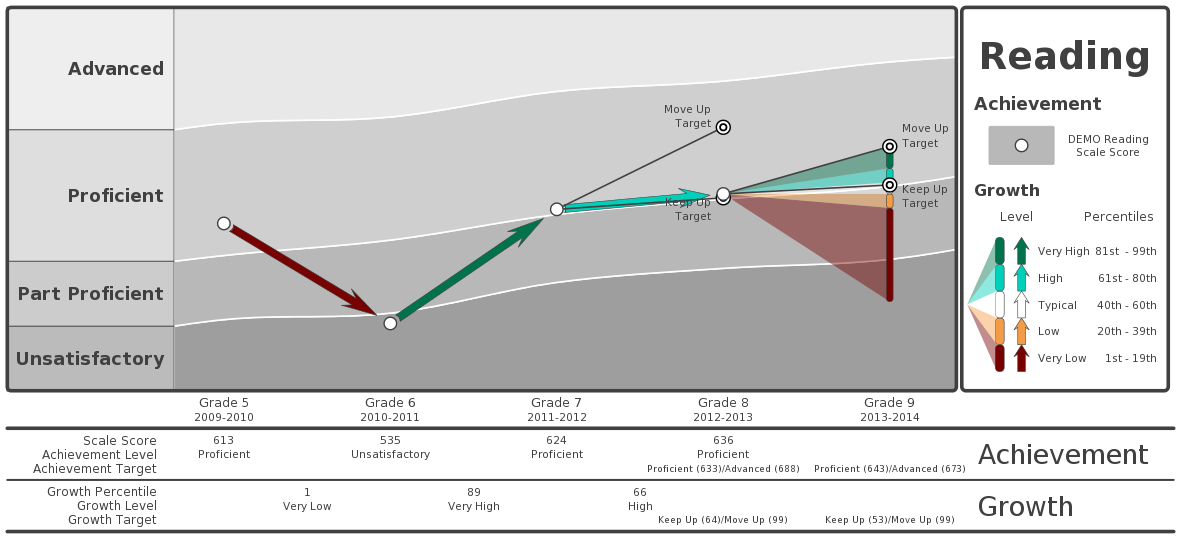 Advanced
Proficient
Part Proficient
Unsatisfactory
Move Up
Target
Keep Up
Target
Move Up
Target
Keep Up
Target
Reading
Achievement
DEMO Reading
Scale Score
Growth
Level Percentiles
Very High 81st - 99th
High 61st - 80th
Typical 40th - 60th
Low 20th - 39th
Very Low 1st - 19th
Grade 5 Grade 6 Grade 7 Grade 8 Grade 9
2009-2010 2010-2011 2011-2012 2012-2013 2013-2014
Scale Score 613 535 624 636
Achievement Level Proficient Unsatisfactory Proficient Proficient
Achievement Target Proficient (633)/Advanced (688) Proficient (643)/Advanced (673)
Achievement
Growth Percentile 1 89 66
Growth Level Very Low Very High High
Growth Target Keep Up (64)/Move Up (99) Keep Up (53)/Move Up (99)
Growth